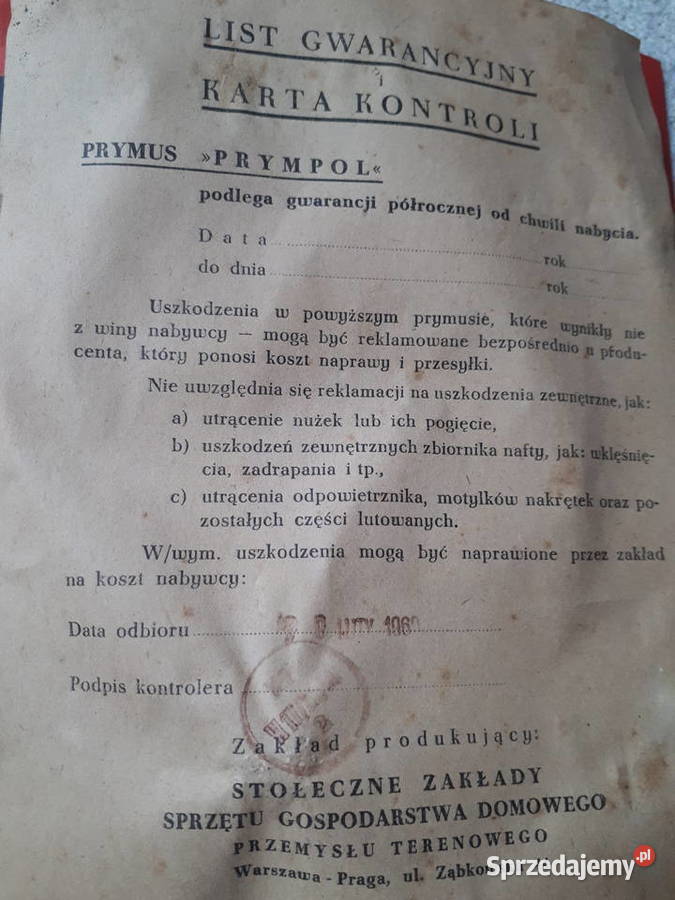 LIST GWARANCYJNY
i
KARTA KONTROLI
PRYMUS »PRYMPOL«
podlega gwarancji półrocznej od chwili nabycia.
Data rok
do dnia rok
Uszkodzenia w powyższym prymusie, które wynikły nie
z winy nabywcy — mogą być reklamowane bezpośrednio u produ-
centa, który ponosi koszt naprawy i przesyłki.
Nie uwzględnia się reklamacji na uszkodzenia zewnętrzne, jak:
a) utrącenie nużek lub ich pogięcie,
b) uszkodzeń zewnętrznych zbiornika nafty, jak: wklęśnię-
cia, zadrapania i tp.,
c) utrącenia odpowietrznika, motylków nakrętek oraz po-
zostałych części lutowanych.
W/wym. uszkodzenia mogą być naprawione przez zakład
na koszt nabywcy:
Data odbioru
Podpis kontrolera
Zakład produkujący:
STOŁECZNE ZAKŁADY
SPRZĘTU GOSPODARSTWA DOMOWEGO
PRZEMYSŁU TERENOWEGO
Warszawa - Praga, ul.
Sprzedajemy.pl